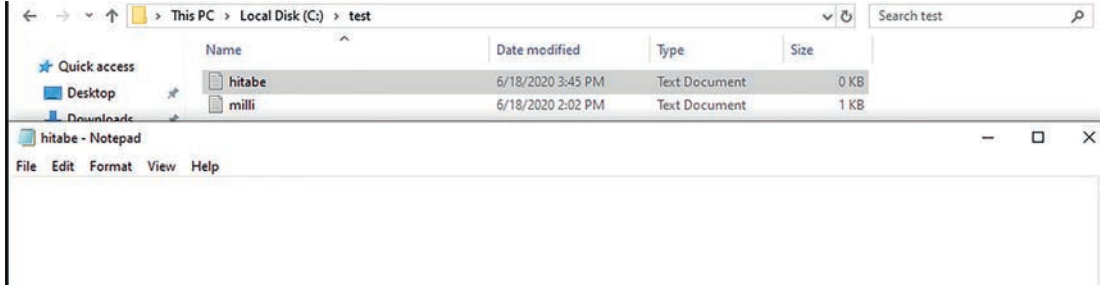 This PC > Local Disk (C:) > test Search test
Name Date modified Type Size
Quick access
hitabe 6/18/2020 3:45 PM Text Document 0 KB
Desktop
milli 6/18/2020 2:02 PM Text Document 1 KB
Downloads
hitabe - Notepad
File Edit Format View Help